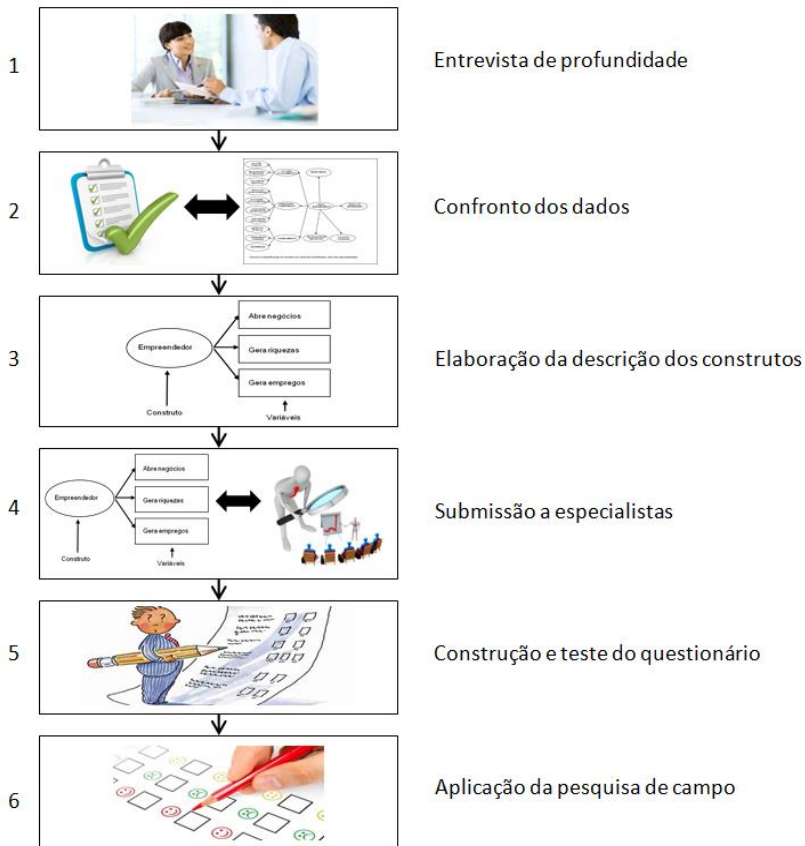 1
Entrevista de profundidade
2
Confronto dos dados
3
Empreendedor
Abre negócios
Gera riquezas
Gera empregos
Construto
Variáveis
Elaboração da descrição dos construtos
4
Empreendedor
Abre negócios
Gera riquezas
Gera empregos
Construto
Variáveis
Submissão a especialistas
5
Construção e teste do questionário
6
Aplicação da pesquisa de campo